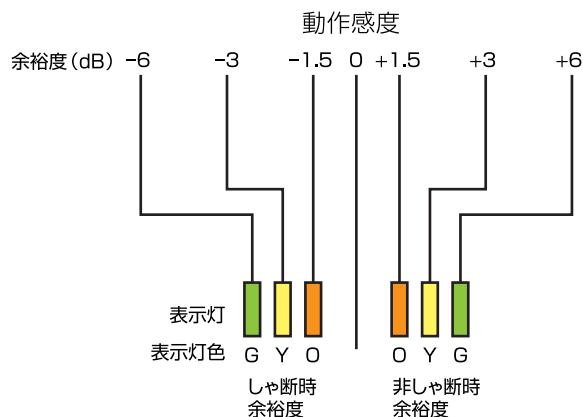 動作感度
余裕度(dB) -6 -3 -1.5 0 +1.5 +3 +6
表示灯
表示灯色 G Y O O Y G
しゃ断時 非しゃ断時
余裕度 余裕度